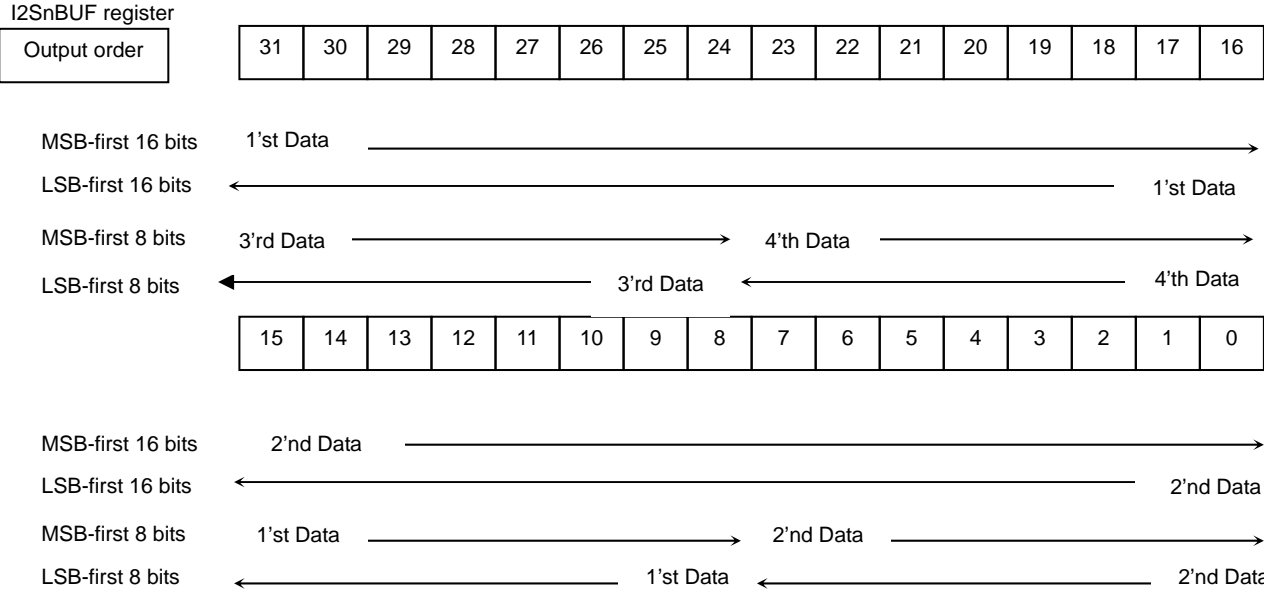 I2SnBUF register
Output order 31 30 29 28 27 26 25 24 23 22 21 20 19 18 17 16
MSB-first 16 bits 1’st Data
LSB-first 16 bits 1’st Data
MSB-first 8 bits 3’rd Data 4’th Data
LSB-first 8 bits 3’rd Data 4’th Data
15 14 13 12 11 10 9 8 7 6 5 4 3 2 1 0
MSB-first 16 bits 2’nd Data
LSB-first 16 bits 2’nd Data
MSB-first 8 bits 1’st Data 2’nd Data
LSB-first 8 bits 1’st Data 2’nd Data